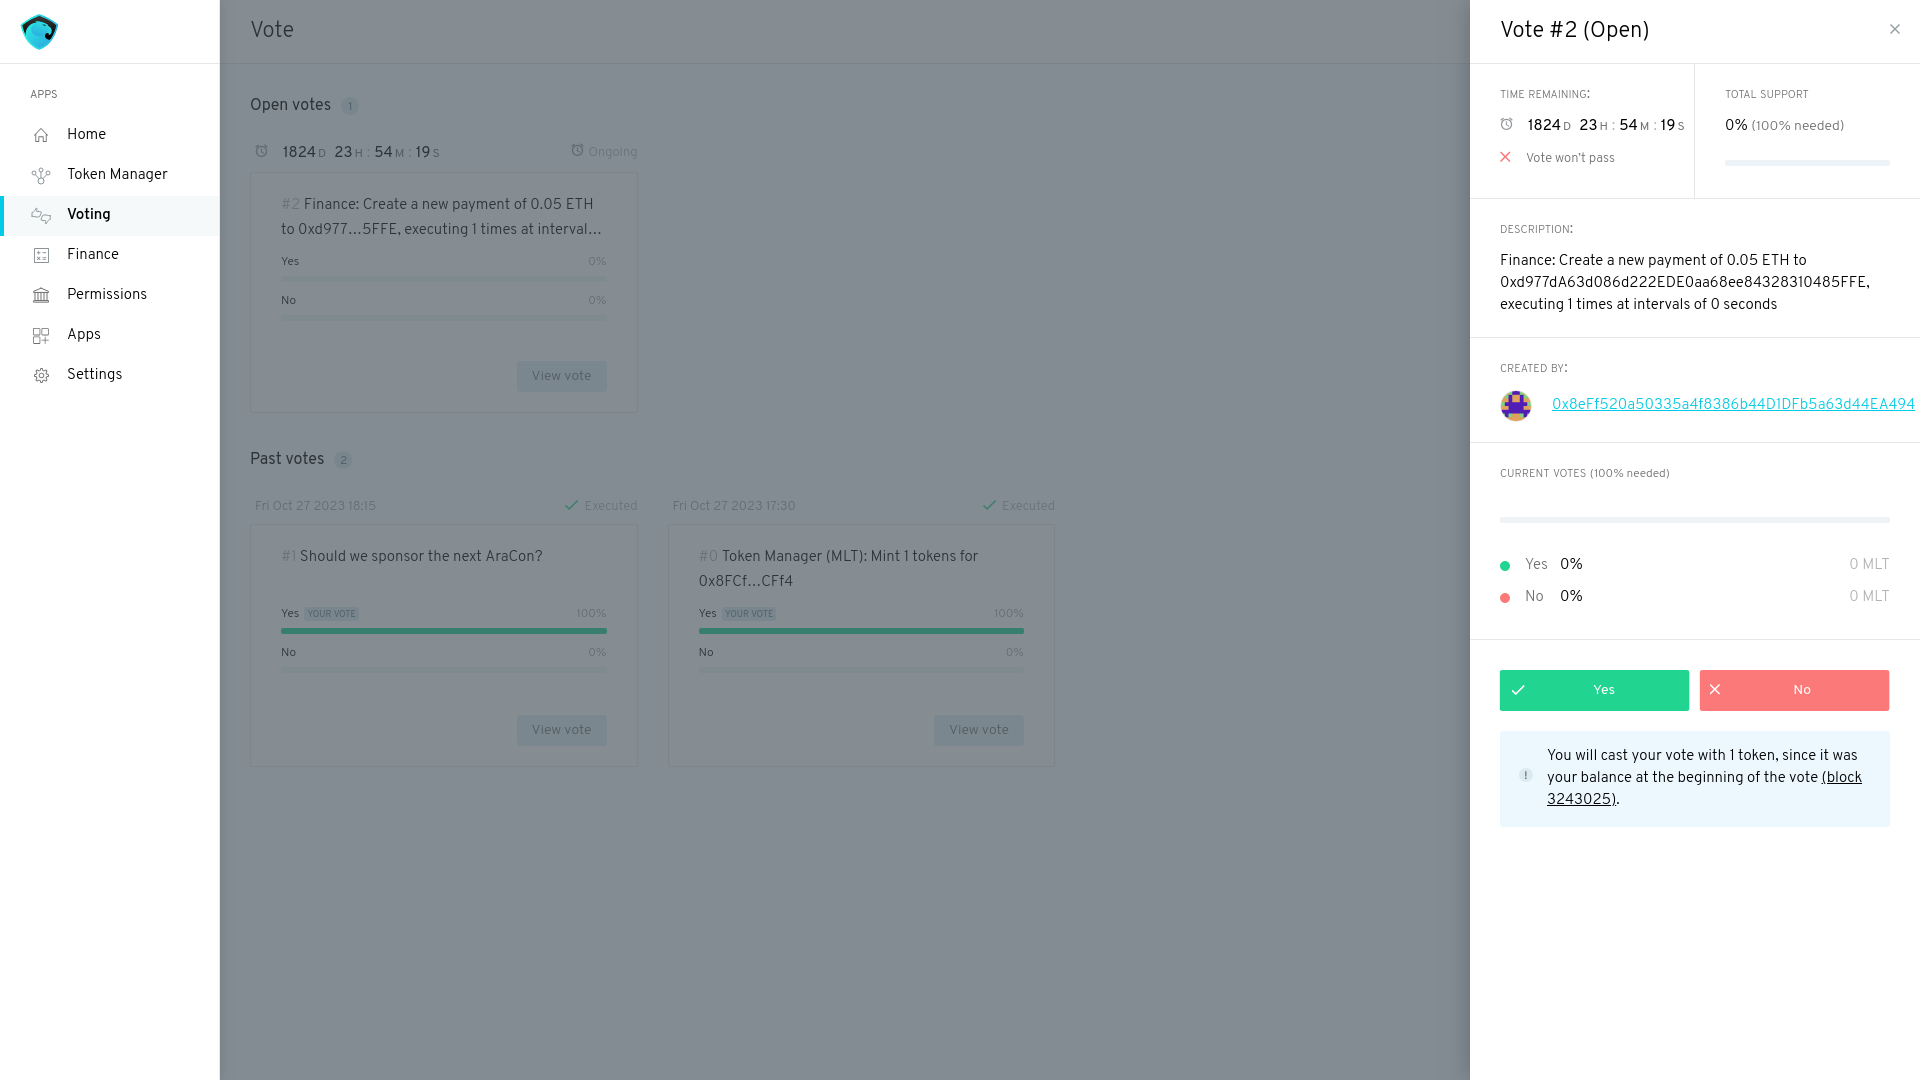 APPS
Home
Token Manager
Voting
Finance
Permissions
Apps
Settings
Vote
Open votes 1
1824 D 23 H : 54 M : 19 S Ongoing
#2 Finance: Create a new payment of 0.05 ETH
to 0xd977...5FFE, executing 1 times at interval...
Yes 0%
No 0%
View vote
Past votes 2
Fri Oct 27 2023 18:15 Executed
#1 Should we sponsor the next AraCon?
Yes YOUR VOTE 100%
No 0%
View vote
Fri Oct 27 2023 17:30 Executed
#0 Token Manager (MLT): Mint 1 tokens for
0x8FCf...CFf4
Yes YOUR VOTE 100%
No 0%
View vote
Vote #2 (Open)
TIME REMAINING:
1824 D 23 H : 54 M : 19 S
Vote won't pass
TOTAL SUPPORT
0% (100% needed)
DESCRIPTION:
Finance: Create a new payment of 0.05 ETH to
0xd977dA63d086d222EDE0aa68ee84328310485FFE,
executing 1 times at intervals of 0 seconds
CREATED BY:
0x8eFf520a50335a4f8386b44D1DFb5a63d44EA494
CURRENT VOTES (100% needed)
Yes 0% 0 MLT
No 0% 0 MLT
Yes
No
You will cast your vote with 1 token, since it was
your balance at the beginning of the vote (block
3243025).